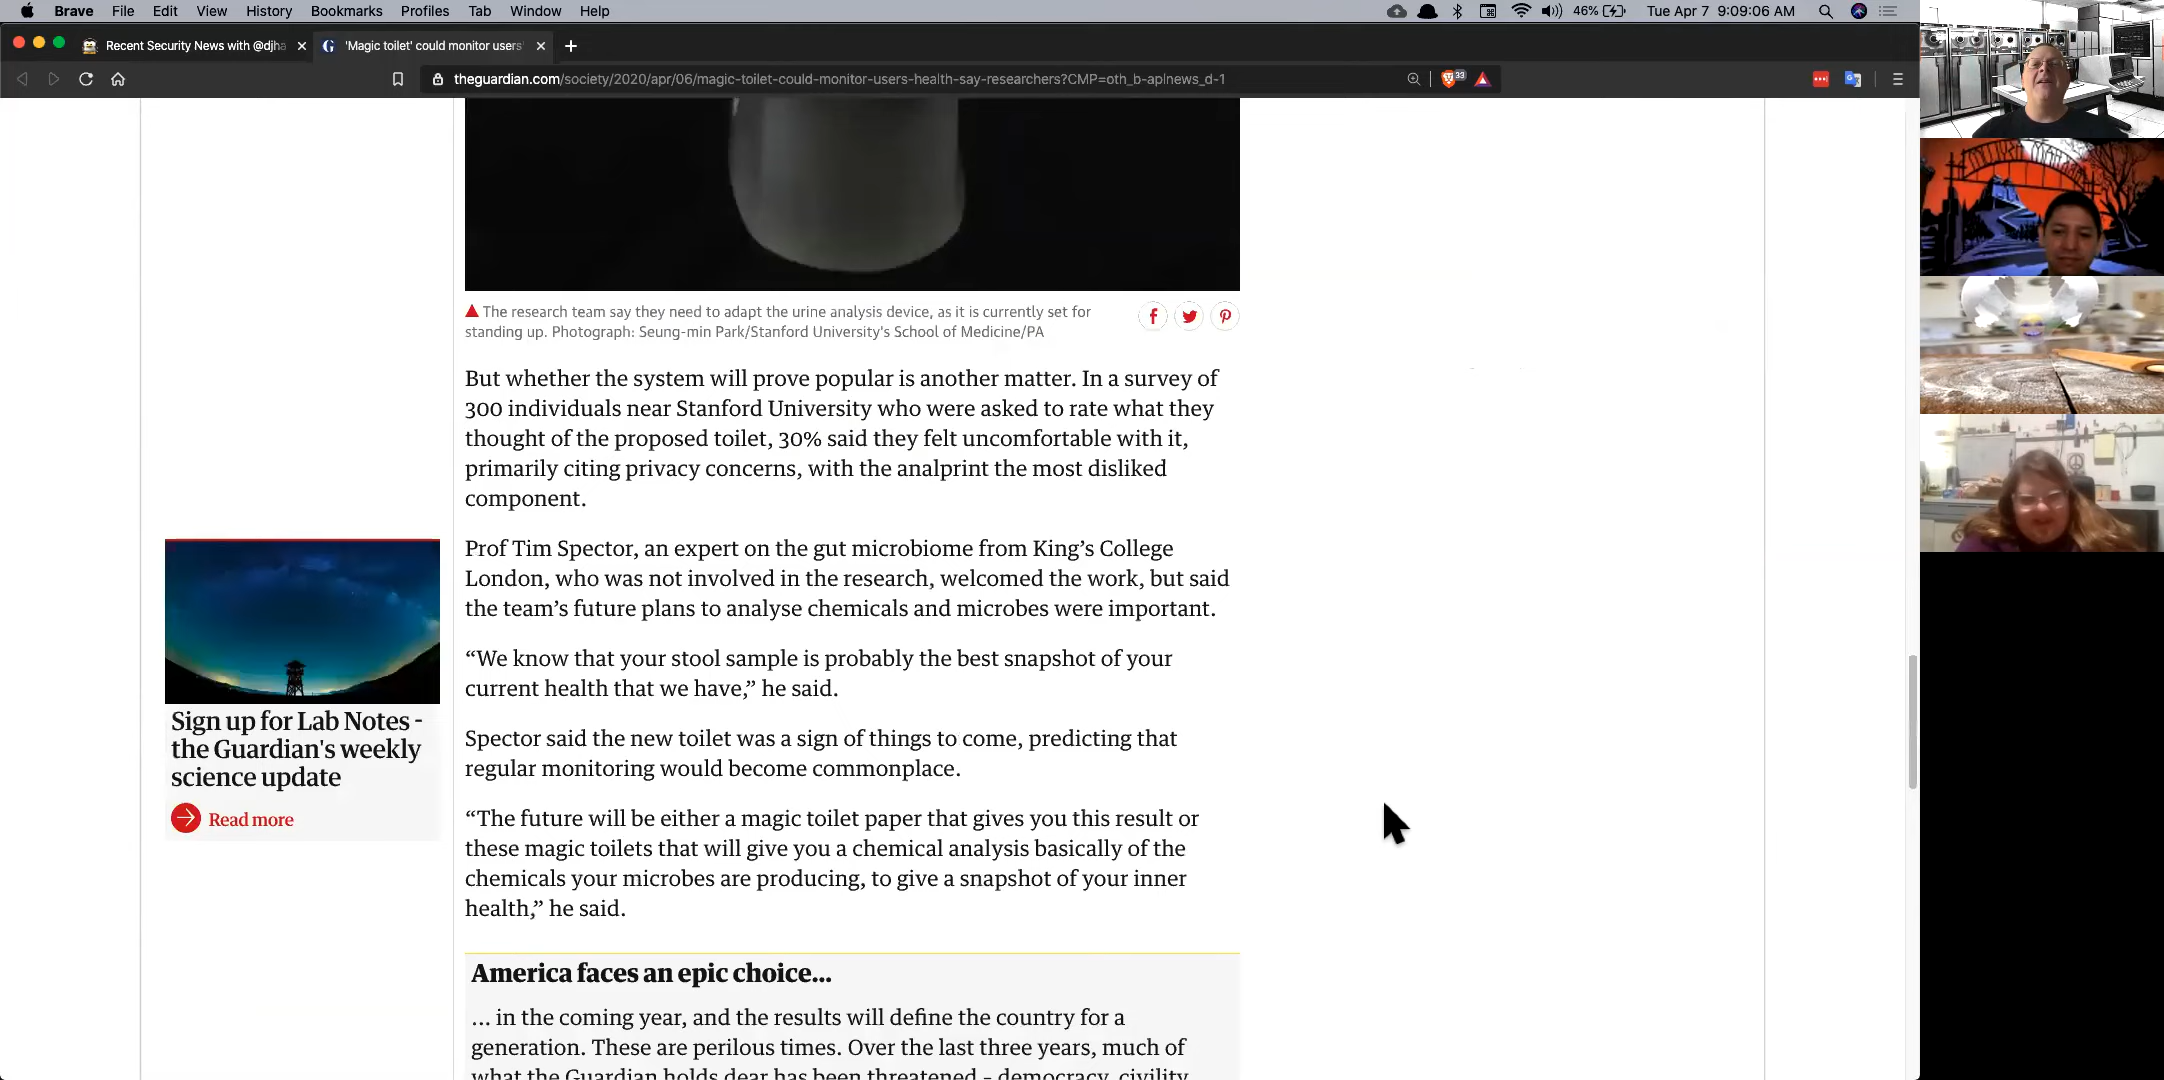 Brave File Edit View History Bookmarks Profiles Tab Window Help 46% Tue Apr 7 9:09:06 AM
Recent Security News with @djha
'Magic toilet' could monitor users'
theguardian.com/society/2020/apr/06/magic-toilet-could-monitor-users-health-say-researchers?CMP=oth_b-aplnews_d-1
33
The research team say they need to adapt the urine analysis device, as it is currently set for
standing up. Photograph: Seung-min Park/Stanford University's School of Medicine/PA
But whether the system will prove popular is another matter. In a survey of
300 individuals near Stanford University who were asked to rate what they
thought of the proposed toilet, 30% said they felt uncomfortable with it,
primarily citing privacy concerns, with the analprint the most disliked
component.
Prof Tim Spector, an expert on the gut microbiome from King’s College
London, who was not involved in the research, welcomed the work, but said
the team’s future plans to analyse chemicals and microbes were important.
“We know that your stool sample is probably the best snapshot of your
current health that we have,” he said.
Spector said the new toilet was a sign of things to come, predicting that
regular monitoring would become commonplace.
“The future will be either a magic toilet paper that gives you this result or
these magic toilets that will give you a chemical analysis basically of the
chemicals your microbes are producing, to give a snapshot of your inner
health,” he said.
Sign up for Lab Notes -
the Guardian's weekly
science update
Read more
America faces an epic choice...
... in the coming year, and the results will define the country for a
generation. These are perilous times. Over the last three years, much of
what the Guardian holds dear has been threatened – democracy, civility,